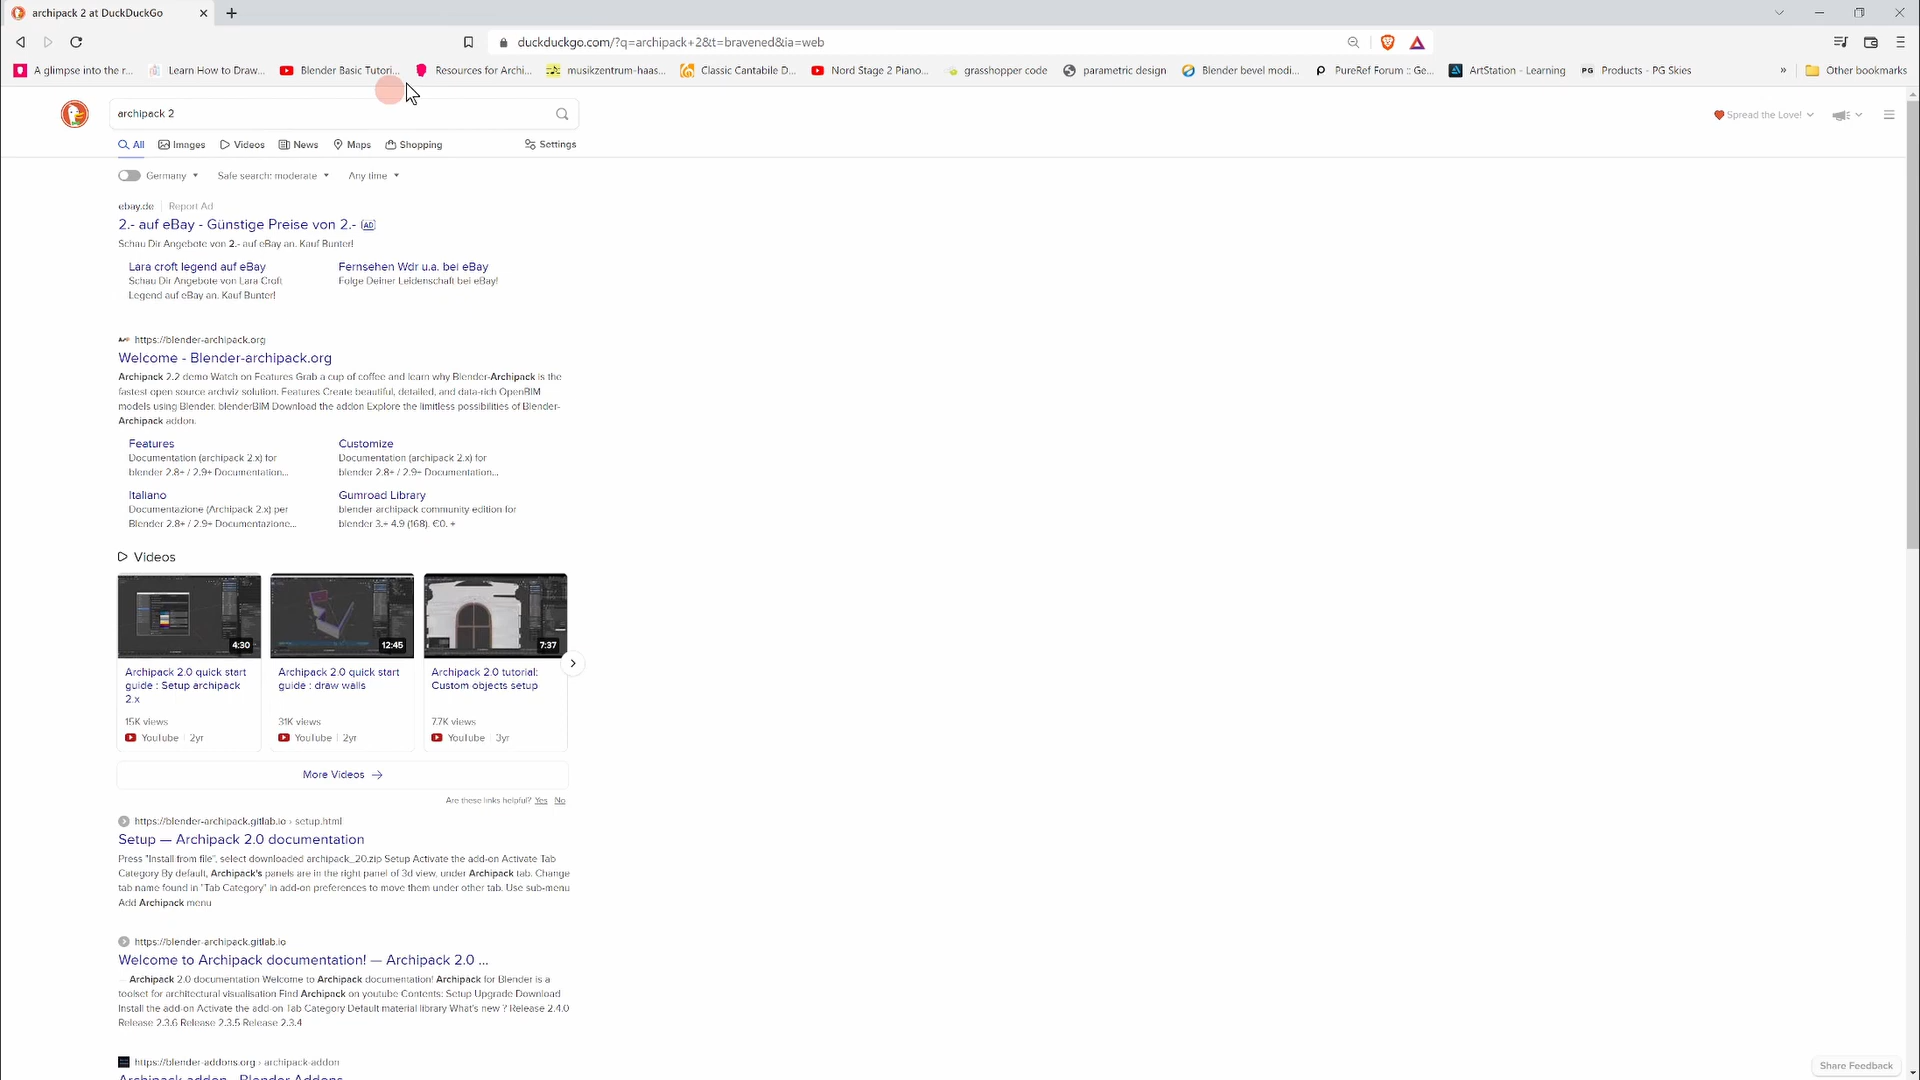 archipack 2 at DuckDuckGo
duckduckgo.com/?q=archipack+2&t=bravened&ia=web
A glimpse into the r...
Learn How to Draw...
Blender Basic Tutori...
Resources for Archi...
musikzentrum-haas...
Classic Cantabile D...
Nord Stage 2 Piano...
grasshopper code
parametric design
Blender bevel modi...
PureRef Forum :: Ge...
ArtStation - Learning
PG Products - PG Skies
»
Other bookmarks
archipack 2
Spread the Love!
All
Images
Videos
News
Maps
Shopping
Settings
Germany
Safe search: moderate
Any time
ebay.de | Report Ad
2.- auf eBay - Günstige Preise von 2.- AD
Schau Dir Angebote von 2.- auf eBay an. Kauf Bunter!
Lara croft legend auf eBay
Schau Dir Angebote von Lara Croft
Legend auf eBay an. Kauf Bunter!
Fernsehen Wdr u.a. bei eBay
Folge Deiner Leidenschaft bei eBay!
https://blender-archipack.org
Welcome - Blender-archipack.org
Archipack 2.2 demo Watch on Features Grab a cup of coffee and learn why Blender-Archipack is the
fastest open source archviz solution. Features Create beautiful, detailed, and data-rich OpenBIM
models using Blender. blenderBIM Download the addon Explore the limitless possibilities of Blender-
Archipack addon.
Features
Documentation (archipack 2.x) for
blender 2.8+ / 2.9+ Documentation...
Customize
Documentation (archipack 2.x) for
blender 2.8+ / 2.9+ Documentation...
Italiano
Documentazione (Archipack 2.x) per
Blender 2.8+ / 2.9+ Documentazione...
Gumroad Library
blender-archipack community edition for
blender 3.+ 4.9 (168). €0. +
Videos
4:30
Archipack 2.0 quick start
guide : Setup archipack
2.x
15K views
YouTube | 2yr
12:45
Archipack 2.0 quick start
guide : draw walls
31K views
YouTube | 2yr
7:37
Archipack 2.0 tutorial:
Custom objects setup
7.7K views
YouTube | 3yr
More Videos
Are these links helpful? Yes No
https://blender-archipack.gitlab.io › setup.html
Setup — Archipack 2.0 documentation
Press "Install from file", select downloaded archipack_20.zip Setup Activate the add-on Activate Tab
Category By default, Archipack's panels are in the right panel of 3d view, under Archipack tab. Change
tab name found in "Tab Category" in add-on preferences to move them under other tab. Use sub-menu
Add Archipack menu
https://blender-archipack.gitlab.io
Welcome to Archipack documentation! — Archipack 2.0 ...
— Archipack 2.0 documentation Welcome to Archipack documentation! Archipack for Blender is a
toolset for architectural visualisation Find Archipack on youtube Contents: Setup Upgrade Download
Install the add-on Activate the add-on Tab Category Default material library What's new ? Release 2.4.0
Release 2.3.6 Release 2.3.5 Release 2.3.4
https://blender-addons.org › archipack-addon
Archipack addon - Blender Addons
Share Feedback